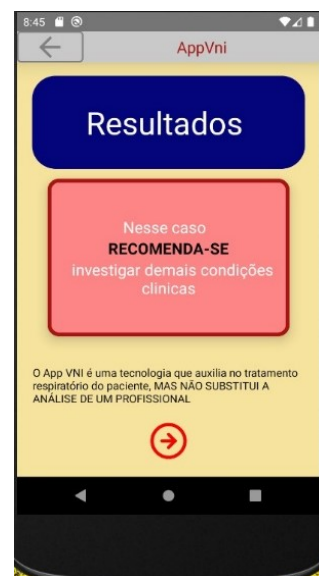 8:45
AppVni
Resultados
Nesse caso
RECOMENDA-SE
investigar demais condições
clinicas
O App VNI é uma tecnologia que auxilia no tratamento
respiratório do paciente, MAS NÃO SUBSTITUI A
ANÁLISE DE UM PROFISSIONAL